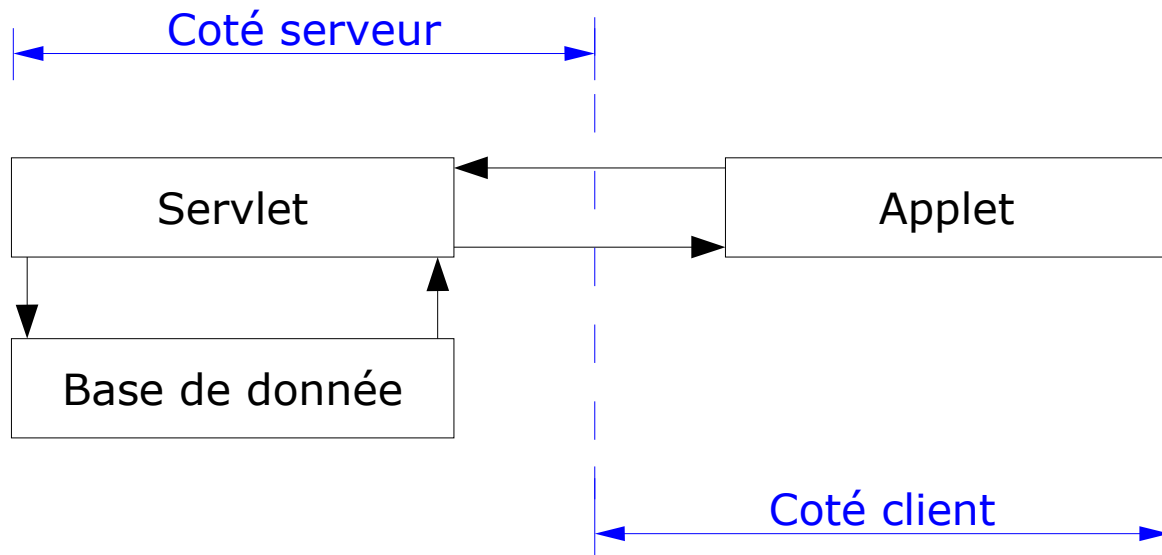 Coté serveur
Servlet
Applet
Base de donnée
Coté client